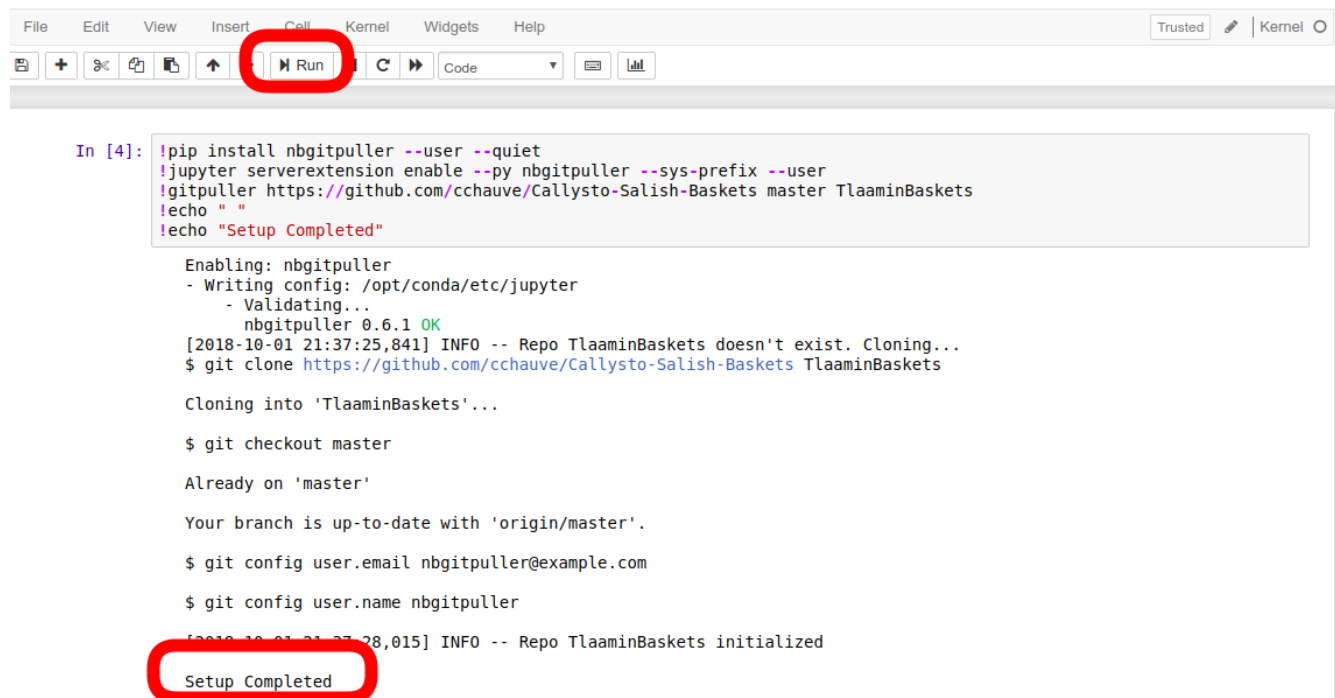 File Edit View Insert Cell Kernel Widgets Help Trusted Kernel
Run Code
In [4]: !pip install nbgitpuller --user --quiet
!jupyter serverextension enable --py nbgitpuller --sys-prefix --user
!gitpuller https://github.com/cchauve/Callysto-Salish-Baskets master TlaaminBaskets
!echo " "
!echo "Setup Completed"
Enabling: nbgitpuller
- Writing config: /opt/conda/etc/jupyter
- Validating...
nbgitpuller 0.6.1 OK
[2018-10-01 21:37:25,841] INFO -- Repo TlaaminBaskets doesn't exist. Cloning...
$ git clone https://github.com/cchauve/Callysto-Salish-Baskets TlaaminBaskets
Cloning into 'TlaaminBaskets'...
$ git checkout master
Already on 'master'
Your branch is up-to-date with 'origin/master'.
$ git config user.email nbgitpuller@example.com
$ git config user.name nbgitpuller
[2018-10-01 21:37:28,015] INFO -- Repo TlaaminBaskets initialized
Setup Completed